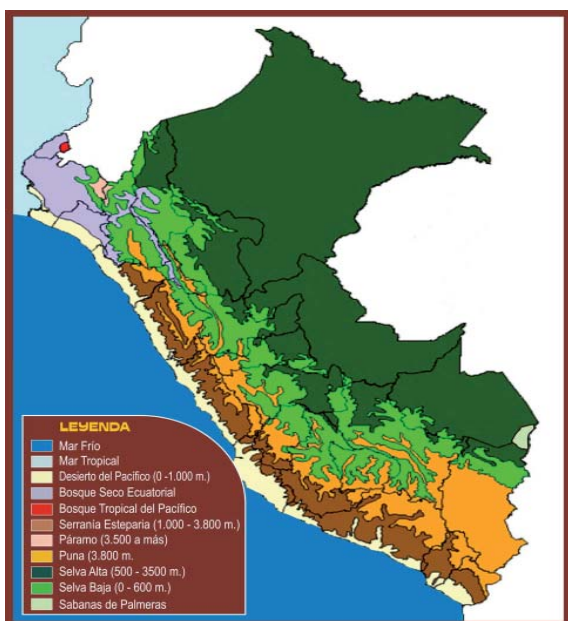 LEYENDA
Mar Frío
Mar Tropical
Desierto del Pacífico (0 -1.000 m.)
Bosque Seco Ecuatorial
Bosque Tropical del Pacífico
Serranía Esteparia (1.000 - 3.800 m.)
Páramo (3.500 a más)
Puna (3.800 m.
Selva Alta (500 - 3500 m.)
Selva Baja (0 - 600 m.)
Sabanas de Palmeras